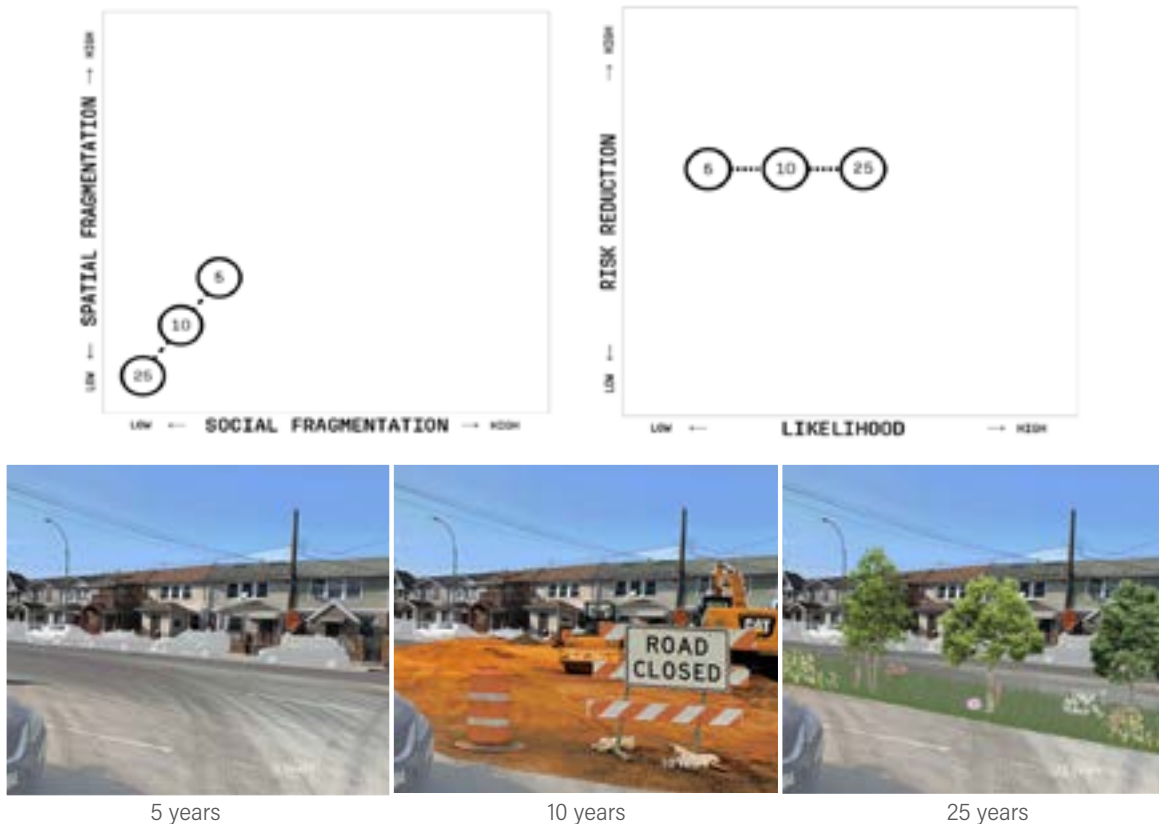 SPATIAL FRAGMENTATION
LOW ← → HIGH
5
10
25
LOW ← SOCIAL FRAGMENTATION → HIGH
RISK REDUCTION
LOW ← → HIGH
5
10
25
LOW ← LIKELIHOOD → HIGH
ROAD
CLOSED
CAT
5 years
10 years
25 years